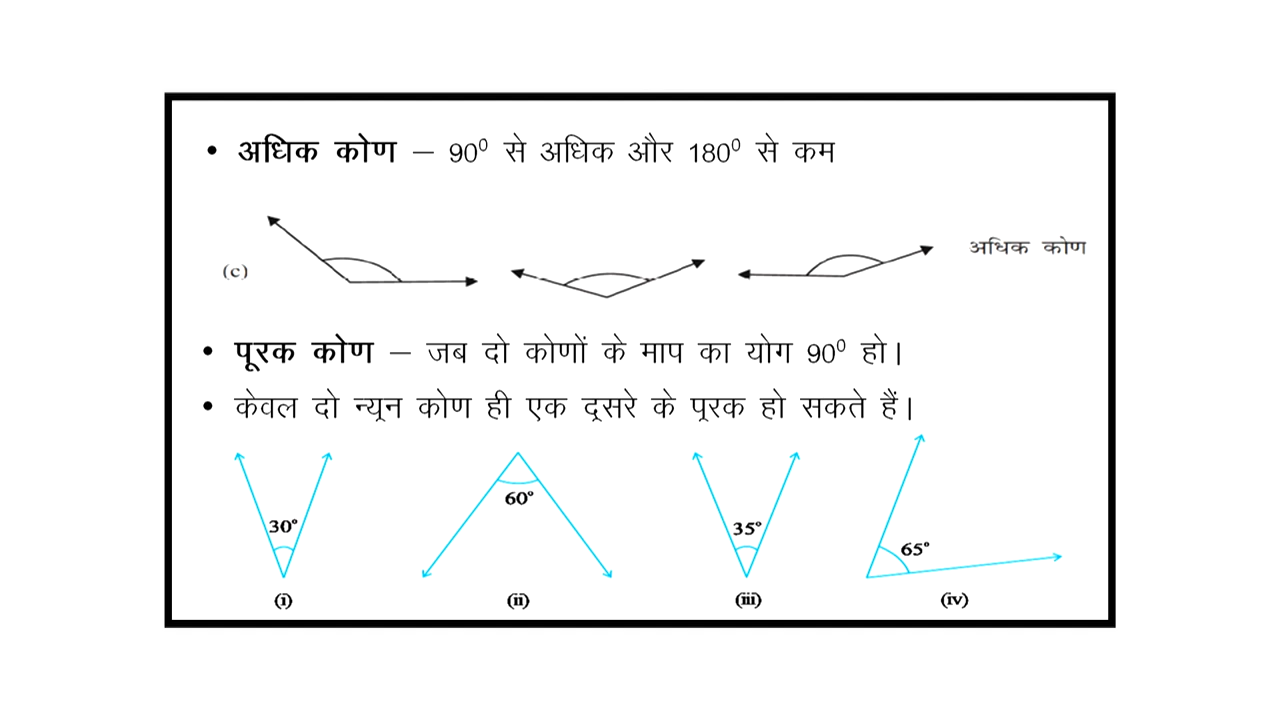 • अधिक कोण – 90⁰ से अधिक और 180⁰ से कम
(c) अधिक कोण
• पूरक कोण – जब दो कोणों के माप का योग 90⁰ हो।
• केवल दो न्यून कोण ही एक दूसरे के पूरक हो सकते हैं।
30° 60° 35° 65°
(i) (ii) (iii) (iv)